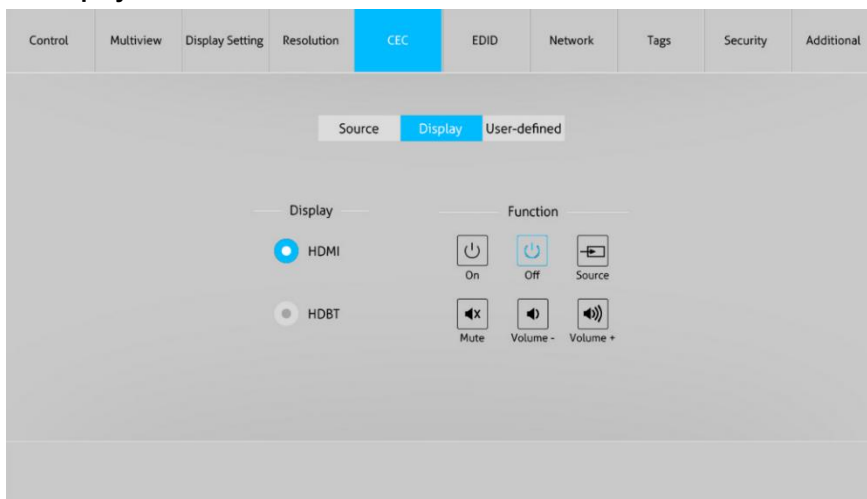 Control Multiview Display Setting Resolution CEC EDID Network Tags Security Additional
Source Display User-defined
Display Function
HDMI
On Off Source
HDBT
Mute Volume - Volume +